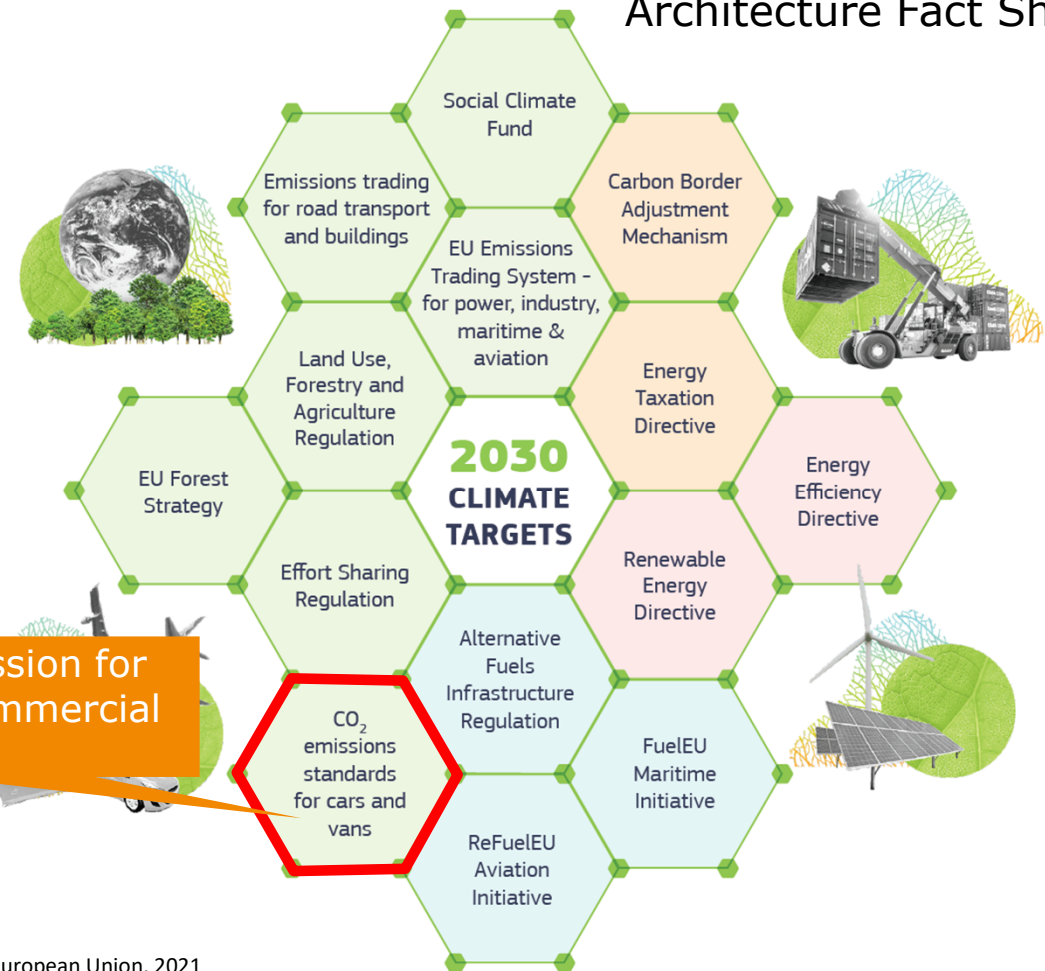 Architecture Fact Sh
Social Climate
Fund
Emissions trading
for road transport
and buildings
Carbon Border
Adjustment
Mechanism
EU Emissions
Trading System –
for power, industry,
maritime &
aviation
Land Use,
Forestry and
Agriculture
Regulation
Energy
Taxation
Directive
EU Forest
Strategy
2030
CLIMATE
TARGETS
Energy
Efficiency
Directive
Effort Sharing
Regulation
Renewable
Energy
Directive
Alternative
Fuels
Infrastructure
Regulation
ssion for
mmercial
CO₂
emissions
standards
for cars and
vans
FuelEU
Maritime
Initiative
ReFuelEU
Aviation
Initiative
uropean Union, 2021